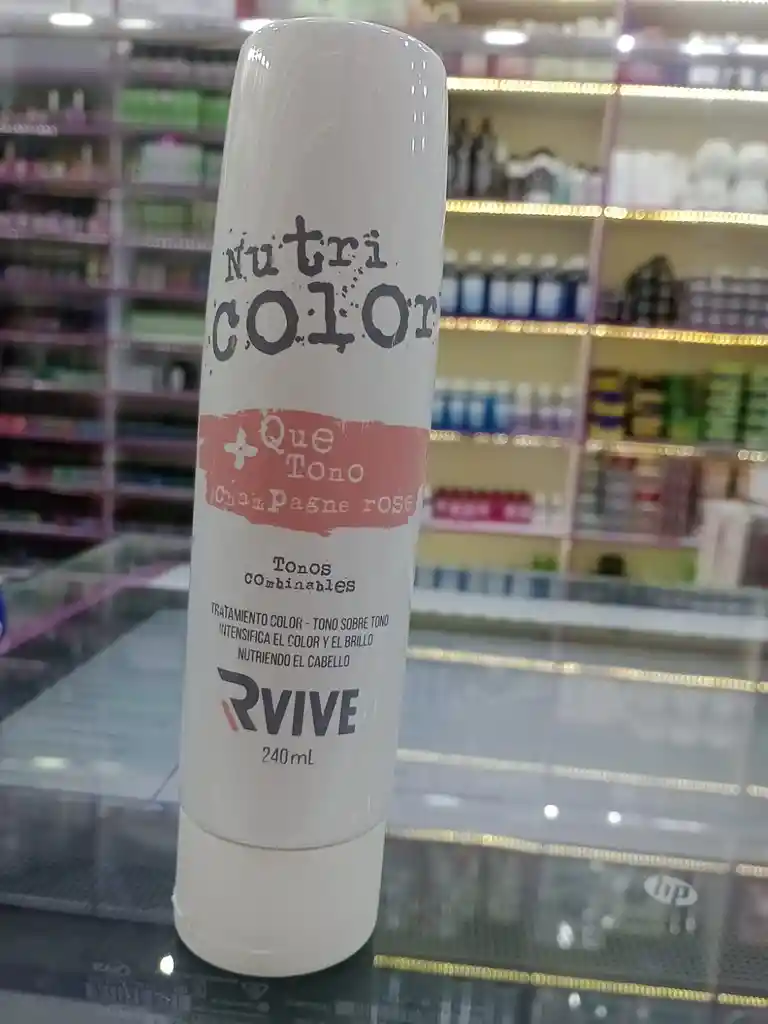 Nutri
color
+ Que
Tono
Champagne rose
Tonos
combinables
TRATAMIENTO COLOR - TONO SOBRE TONO
INTENSIFICA EL COLOR Y EL BRILLO
NUTRIENDO EL CABELLO
RVIVE
240mL
hp